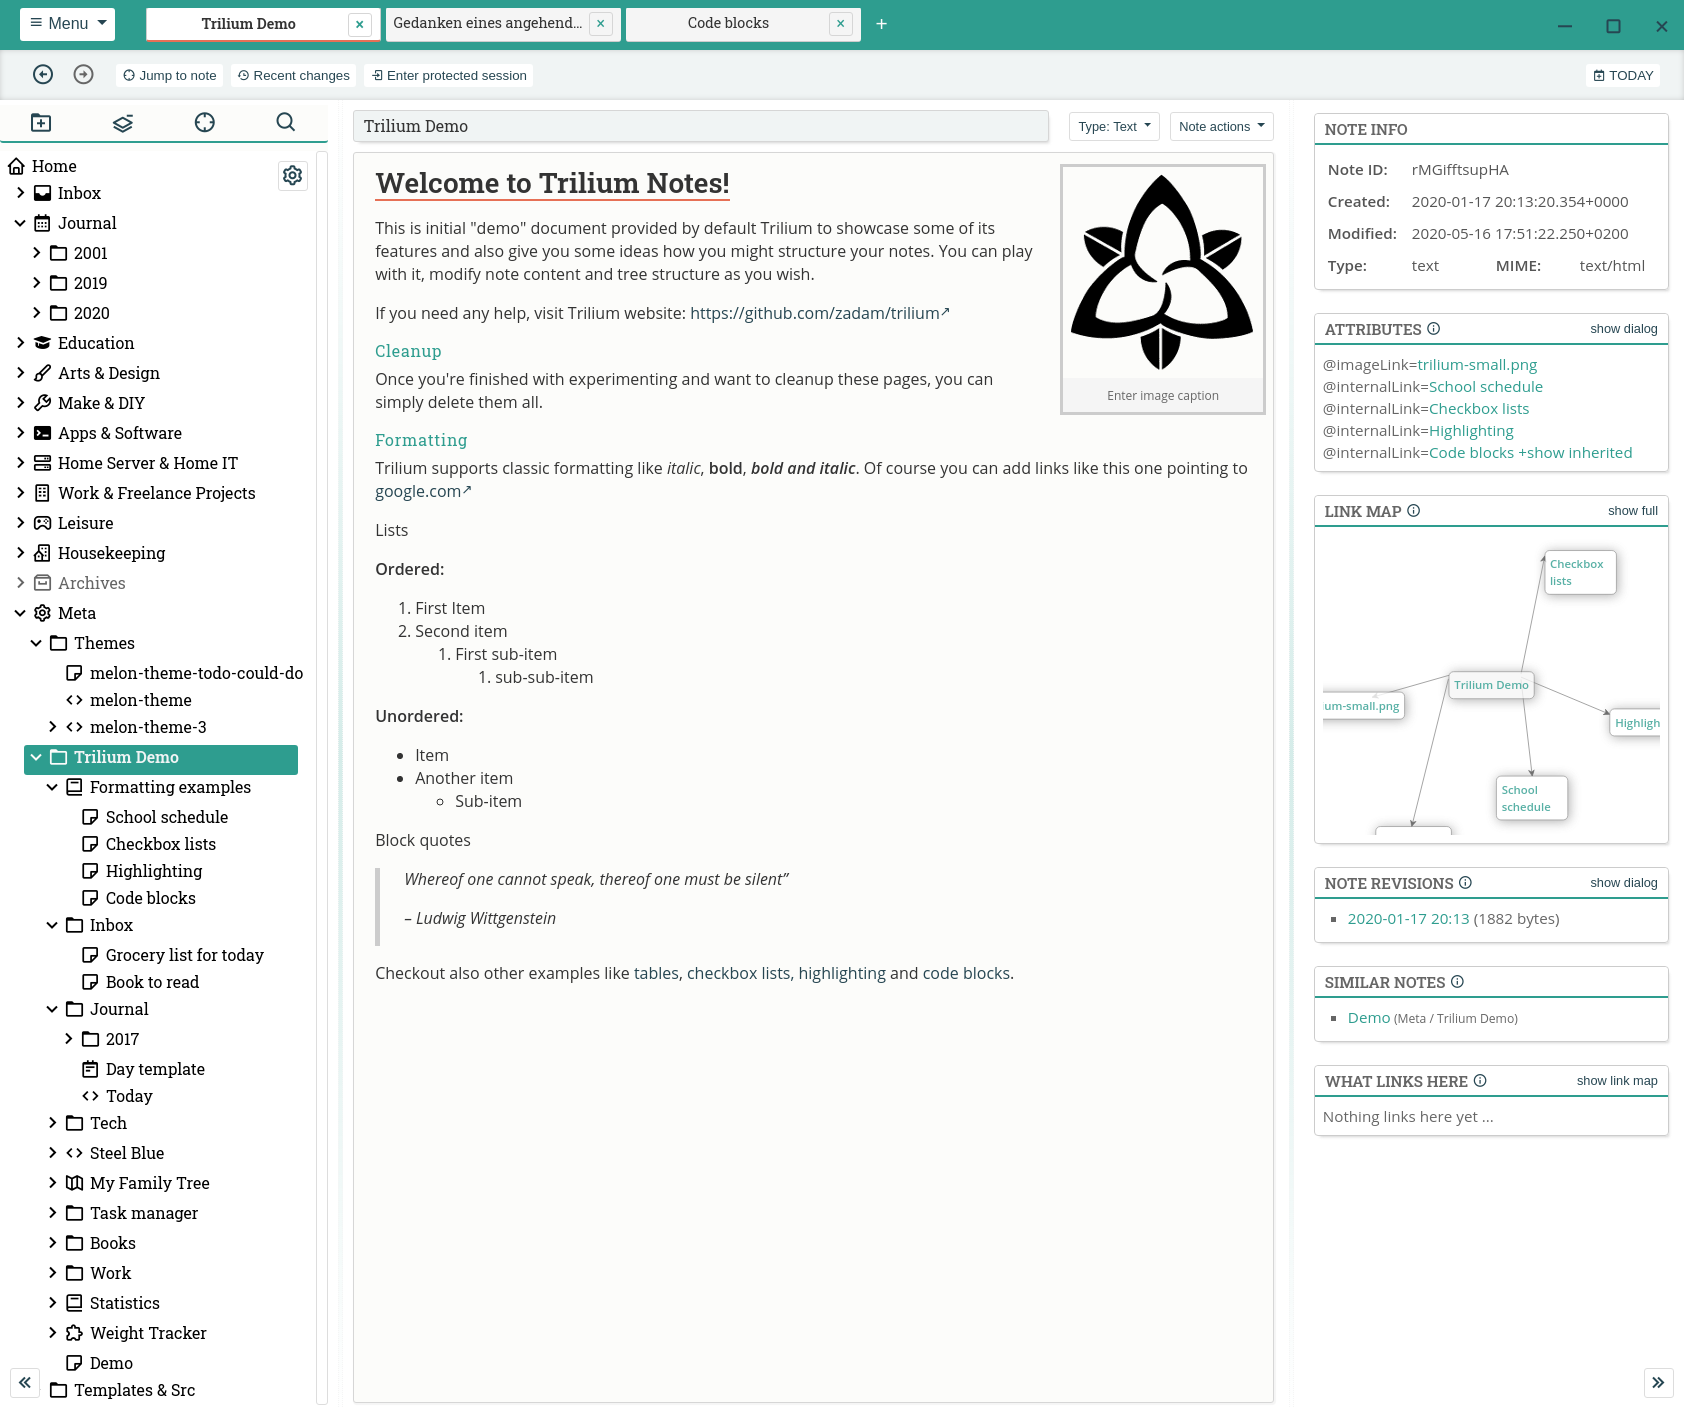 Menu
Trilium Demo
Gedanken eines angehend...
Code blocks
Jump to note
Recent changes
Enter protected session
TODAY
Home
Inbox
Journal
2001
2019
2020
Education
Arts & Design
Make & DIY
Apps & Software
Home Server & Home IT
Work & Freelance Projects
Leisure
Housekeeping
Archives
Meta
Themes
melon-theme-todo-could-do
melon-theme
melon-theme-3
Trilium Demo
Formatting examples
School schedule
Checkbox lists
Highlighting
Code blocks
Inbox
Grocery list for today
Book to read
Journal
2017
Day template
Today
Tech
Steel Blue
My Family Tree
Task manager
Books
Work
Statistics
Weight Tracker
Demo
Templates & Src
Trilium Demo
Type: Text
Note actions
Welcome to Trilium Notes!
This is initial "demo" document provided by default Trilium to showcase some of its
features and also give you some ideas how you might structure your notes. You can play
with it, modify note content and tree structure as you wish.
If you need any help, visit Trilium website: https://github.com/zadam/trilium
Cleanup
Once you're finished with experimenting and want to cleanup these pages, you can
simply delete them all.
Enter image caption
Formatting
Trilium supports classic formatting like italic, bold, bold and italic. Of course you can add links like this one pointing to
google.com
Lists
Ordered:
1. First Item
2. Second item
1. First sub-item
1. sub-sub-item
Unordered:
• Item
• Another item
◦ Sub-item
Block quotes
Whereof one cannot speak, thereof one must be silent”
– Ludwig Wittgenstein
Checkout also other examples like tables, checkbox lists, highlighting and code blocks.
NOTE INFO
Note ID: rMGifftsupHA
Created: 2020-01-17 20:13:20.354+0000
Modified: 2020-05-16 17:51:22.250+0200
Type: text MIME: text/html
ATTRIBUTES show dialog
@imageLink=trilium-small.png
@internalLink=School schedule
@internalLink=Checkbox lists
@internalLink=Highlighting
@internalLink=Code blocks +show inherited
LINK MAP show full
Checkbox
lists
Trilium Demo
um-small.png
Highligh
School
schedule
NOTE REVISIONS show dialog
▪ 2020-01-17 20:13 (1882 bytes)
SIMILAR NOTES
▪ Demo (Meta / Trilium Demo)
WHAT LINKS HERE show link map
Nothing links here yet ...